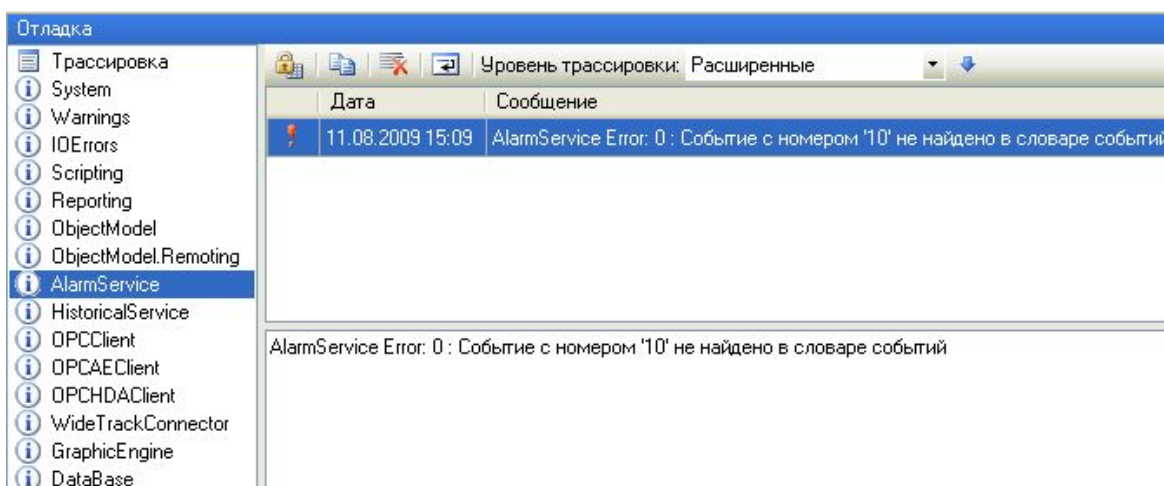 Отладка
Трассировка
System
Warnings
IOErrors
Scripting
Reporting
ObjectModel
ObjectModel.Remoting
AlarmService
HistoricalService
OPCClient
OPCAEClient
OPCHDAClient
WideTrackConnector
GraphicEngine
DataBase
Уровень трассировки: Расширенные
Дата Сообщение
11.08.2009 15:09 AlarmService Error: 0 : Событие с номером '10' не найдено в словаре событий
AlarmService Error: 0 : Событие с номером '10' не найдено в словаре событий